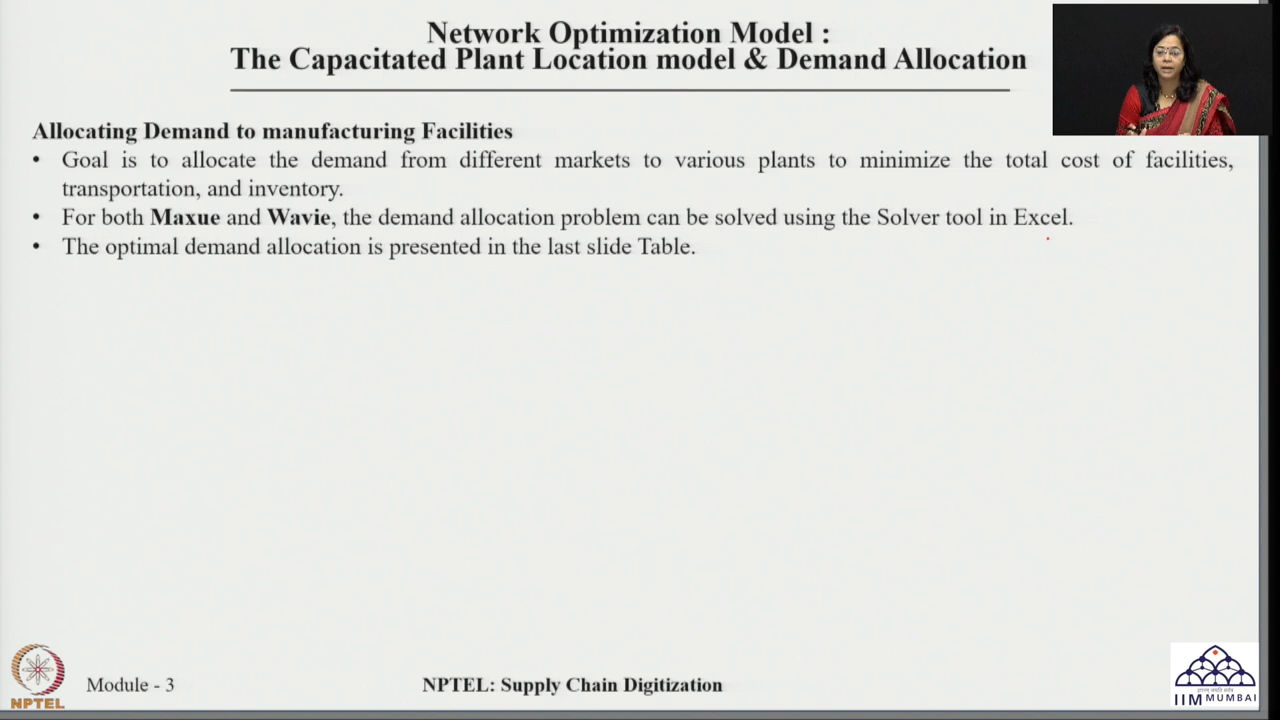 Network Optimization Model :
The Capacitated Plant Location model & Demand Allocation
Allocating Demand to manufacturing Facilities
• Goal is to allocate the demand from different markets to various plants to minimize the total cost of facilities,
transportation, and inventory.
• For both Maxue and Wavie, the demand allocation problem can be solved using the Solver tool in Excel.
• The optimal demand allocation is presented in the last slide Table.
NPTEL
Module - 3
NPTEL: Supply Chain Digitization
IIM MUMBAI